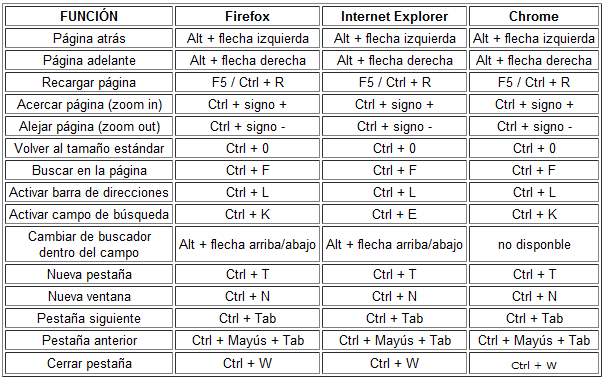 FUNCIÓN Firefox Internet Explorer Chrome
Página atrás Alt + flecha izquierda Alt + flecha izquierda Alt + flecha izquierda
Página adelante Alt + flecha derecha Alt + flecha derecha Alt + flecha derecha
Recargar página F5 / Ctrl + R F5 / Ctrl + R F5 / Ctrl + R
Acercar página (zoom in) Ctrl + signo + Ctrl + signo + Ctrl + signo +
Alejar página (zoom out) Ctrl + signo - Ctrl + signo - Ctrl + signo -
Volver al tamaño estándar Ctrl + 0 Ctrl + 0 Ctrl + 0
Buscar en la página Ctrl + F Ctrl + F Ctrl + F
Activar barra de direcciones Ctrl + L Ctrl + L Ctrl + L
Activar campo de búsqueda Ctrl + K Ctrl + E Ctrl + K
Cambiar de buscador
dentro del campo Alt + flecha arriba/abajo Alt + flecha arriba/abajo no disponble
Nueva pestaña Ctrl + T Ctrl + T Ctrl + T
Nueva ventana Ctrl + N Ctrl + N Ctrl + N
Pestaña siguiente Ctrl + Tab Ctrl + Tab Ctrl + Tab
Pestaña anterior Ctrl + Mayús + Tab Ctrl + Mayús + Tab Ctrl + Mayús + Tab
Cerrar pestaña Ctrl + W Ctrl + W Ctrl + W